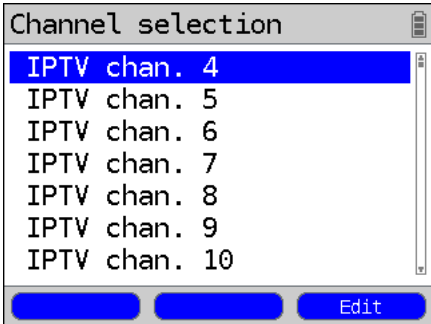 Channel selection
IPTV chan. 4
IPTV chan. 5
IPTV chan. 6
IPTV chan. 7
IPTV chan. 8
IPTV chan. 9
IPTV chan. 10
Edit